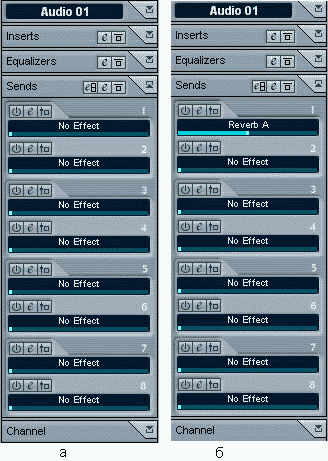 Audio 01
Inserts e
Equalizers e
Sends e e
1
e
No Effect
2
e
No Effect
3
e
No Effect
4
e
No Effect
5
e
No Effect
6
e
No Effect
7
e
No Effect
8
e
No Effect
Channel
а
Audio 01
Inserts e
Equalizers e
Sends e e
1
e
Reverb A
2
e
No Effect
3
e
No Effect
4
e
No Effect
5
e
No Effect
6
e
No Effect
7
e
No Effect
8
e
No Effect
Channel
б